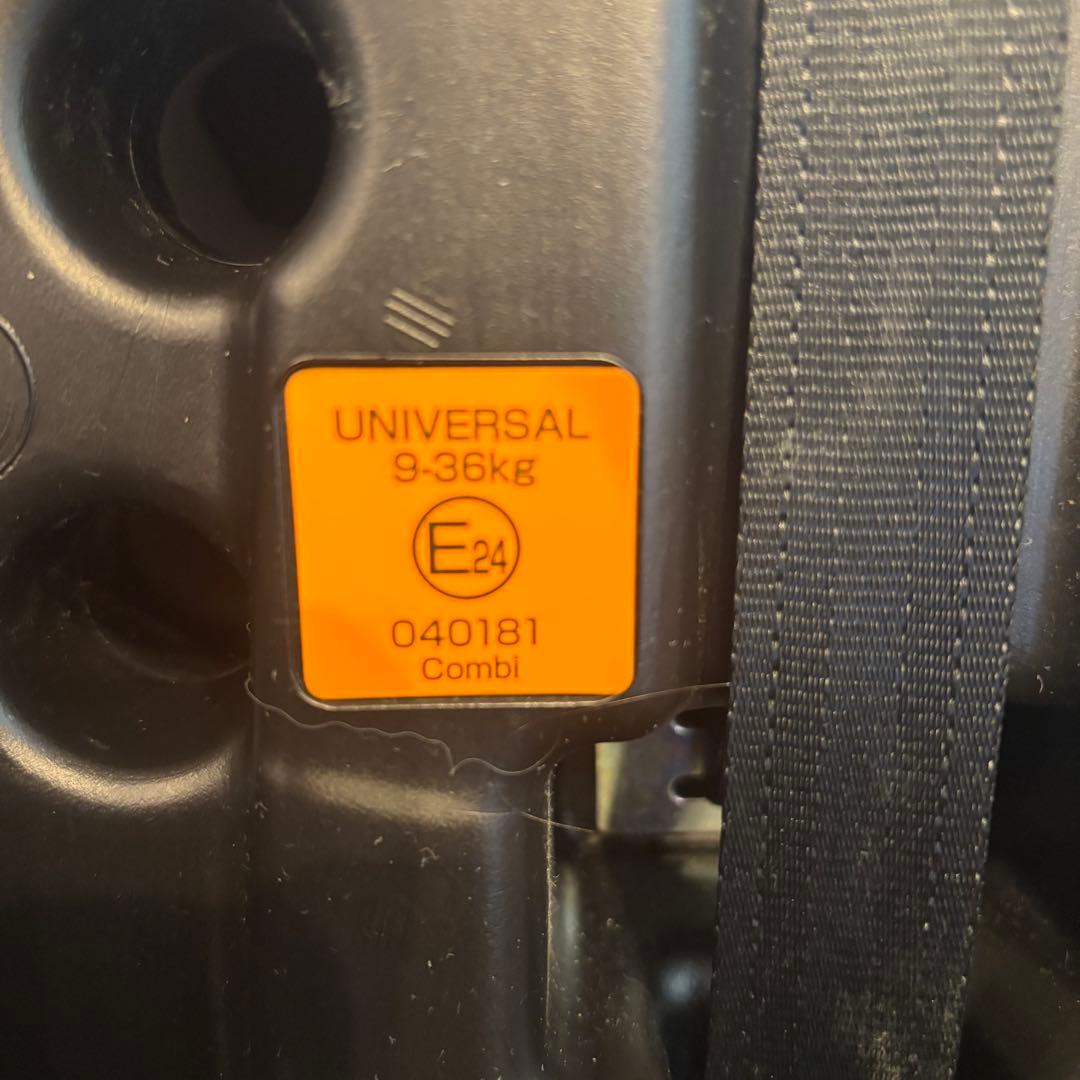 UNIVERSAL
9-36kg
E24
040181
Combi